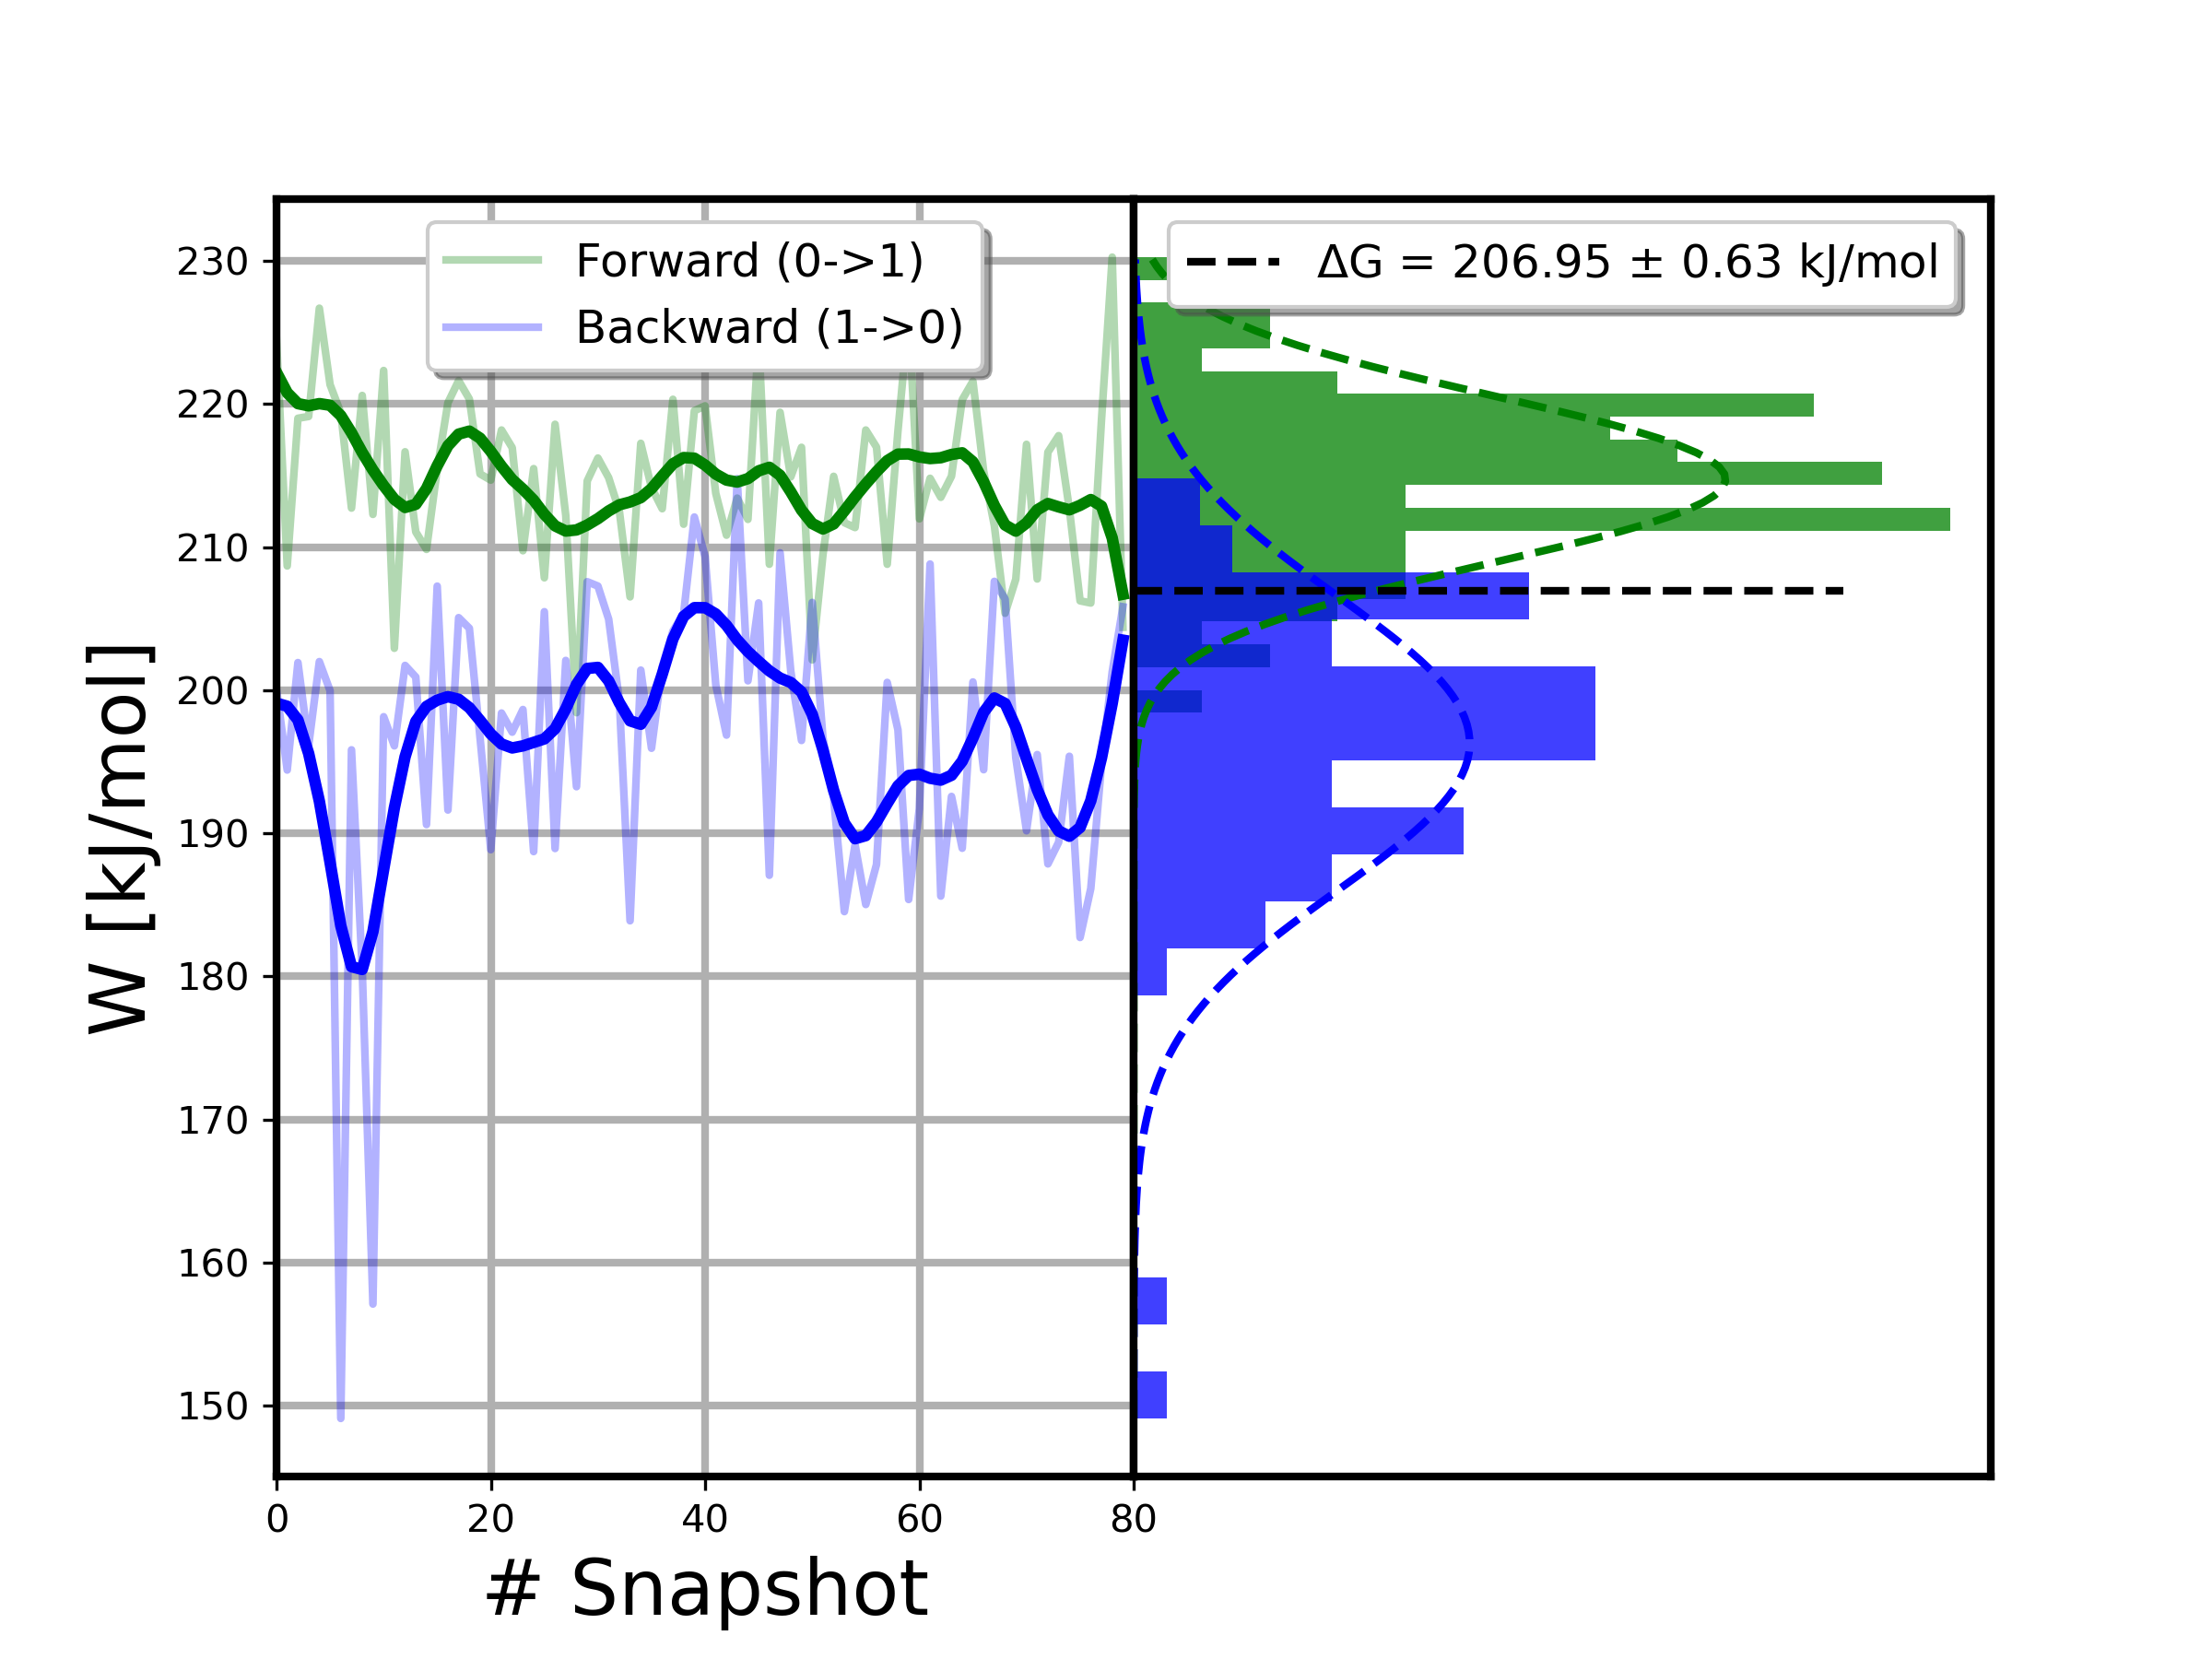 Forward (0->1)
Backward (1->0)
ΔG = 206.95 ± 0.63 kJ/mol
W [kJ/mol]
230
220
210
200
190
180
170
160
150
0 20 40 60 80
# Snapshot